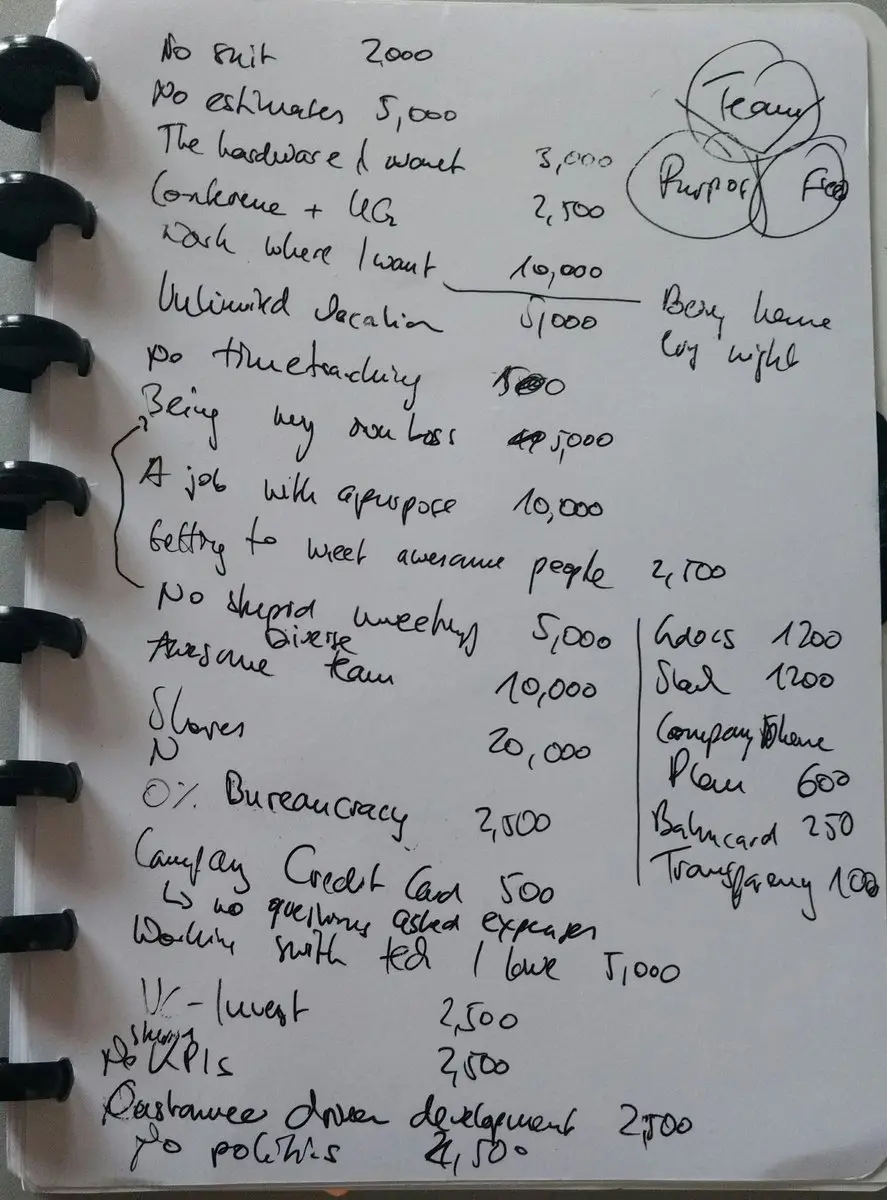 No suit 2,000
No estimates 5,000
The hardware I want 3,000
Conference + UGs 2,500
Work where I want 10,000
Unlimited Vacation 5,000
No timetracking
Being my own boss 5,000
A job with a purpose 10,000
Getting to meet awesome people 2,500
No stupid meetings 5,000
Diverse
Awesome team 10,000
Shares 20,000
N
0% Bureaucracy 2,500
Company Credit Card 500
↳ no questions asked expenses
Working with tech I love 5,000
VC-Invest 2,500
No KPIs 2,500
driven development 2,500
No politics 2,500
Team
Purpose
Free
Being home
by night
Gdocs 1200
Slack 1200
Company Phone
Plan 600
Bahncard 250
Transparency 100